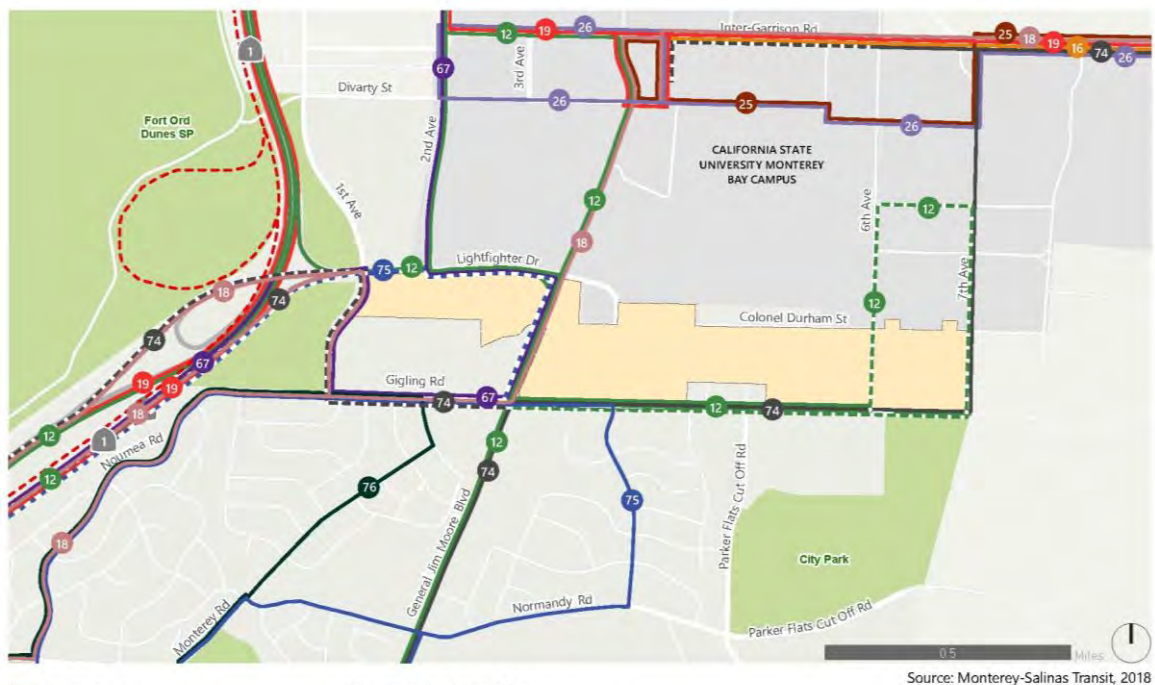 1
12
19
26
Inter-Garrison Rd
25
18
19
16
74
26
67
3rd Ave
Divarty St
26
25
26
Fort Ord
Dunes SP
2nd Ave
CALIFORNIA STATE
UNIVERSITY MONTEREY
BAY CAMPUS
1st Ave
12
6th Ave
12
18
Lightfighter Dr
75
12
7th Ave
18
74
12
Colonel Durham St
74
67
19
19
Gigling Rd
67
18
74
12
74
12
1
Noumea Rd
12
12
74
76
75
General Jim Moore Blvd
Parker Flats Cut Off Rd
18
City Park
Monterey Rd
Normandy Rd
Parker Flats Cut Off Rd
0.5
Miles
Source: Monterey-Salinas Transit, 2018